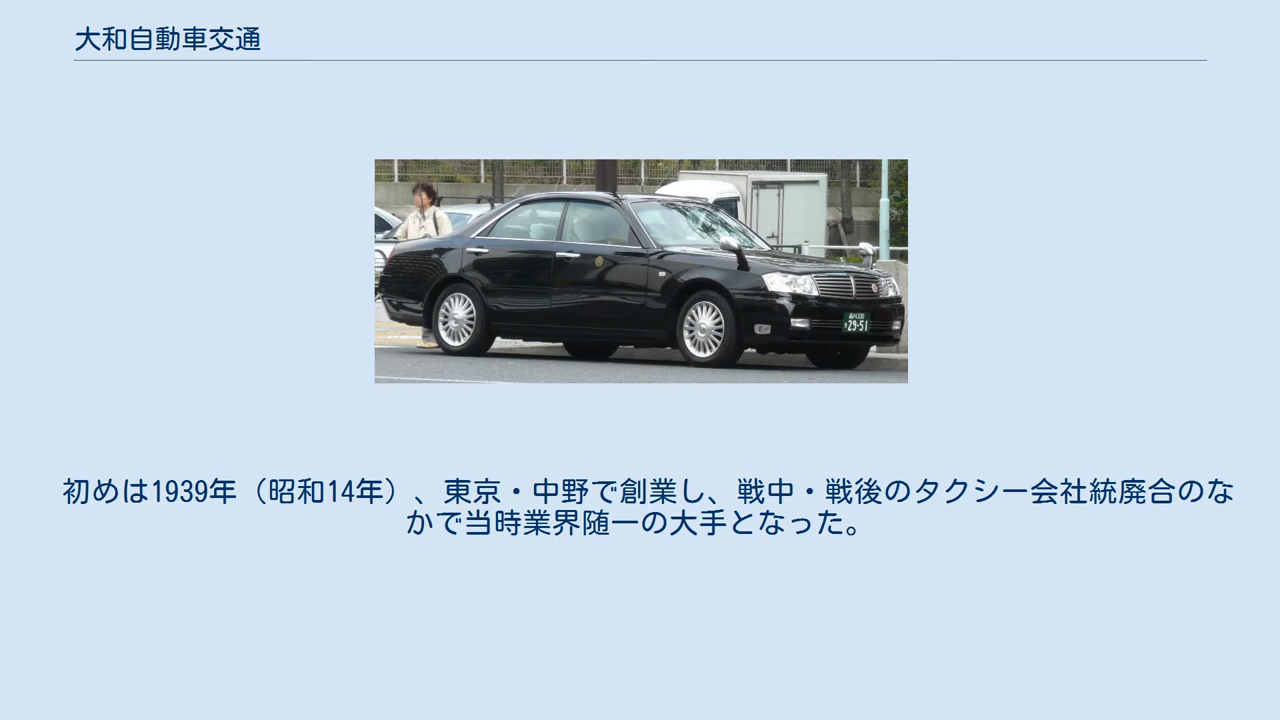 大和自動車交通
29-51
初めは1939年（昭和14年）、東京・中野で創業し、戦中・戦後のタクシー会社統廃合のな
かで当時業界随一の大手となった。